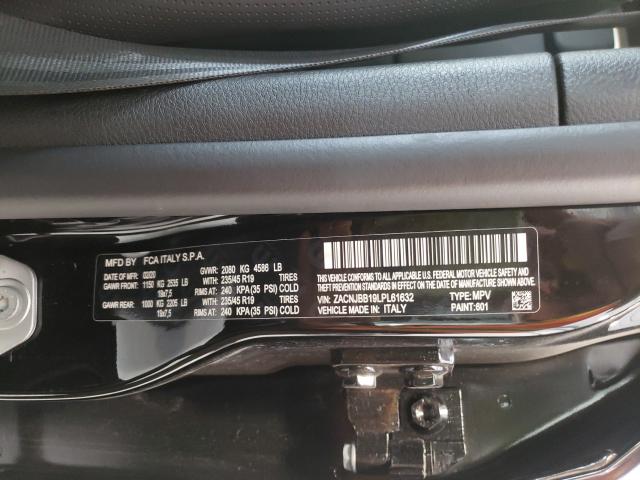 MFD BY FCA ITALY S.P.A.
03/20 GVWR: 2080 KG 4586 LB
GAWR FRONT: 1150 KG 2535 LB WITH 235/45 R19 TIRES
19x7,5 RIMS AT: 240 KPA(35 PSI) COLD
GAWR REAR: 1000 KG 2205 LB WITH 235/45 R19 TIRES
19x7,5 RIMS AT: 240 KPA(35 PSI) COLD
THIS VEHICLE CONFORMS TO ALL APPLICABLE U.S. FEDERAL MOTOR VEHICLE
SAFETY, BUMPER AND THEFT PREVENTION STANDARDS IN EFFECT ON THE DATE OF MANUFACTURE SHOWN ABOVE.
VIN: ZACNJBB19LPL61632 TYPE: MPV
VEHICLE MADE IN: ITALY PAINT:601